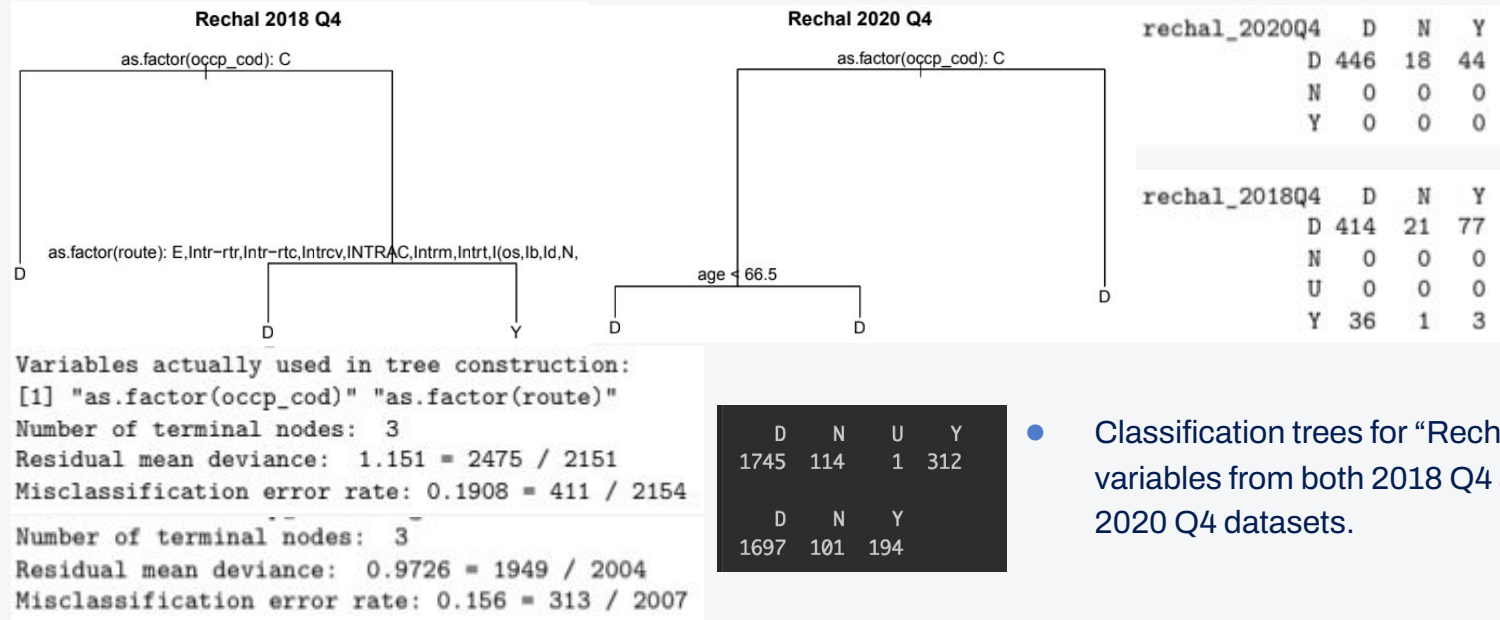 Rechal 2018 Q4
as.factor(occp_cod): C
D
as.factor(route): E,Intr−rtr,Intr−rtc,Intrcv,INTRAC,Intrm,Intrt,I(os,Ib,Id,N,
D
Y
Rechal 2020 Q4
as.factor(occp_cod): C
age < 66.5
D
D
D
rechal_2020Q4 D N Y
D 446 18 44
N 0 0 0
Y 0 0 0
rechal_2018Q4 D N Y
D 414 21 77
N 0 0 0
U 0 0 0
Y 36 1 3
Variables actually used in tree construction:
[1] "as.factor(occp_cod)" "as.factor(route)"
Number of terminal nodes: 3
Residual mean deviance: 1.151 = 2475 / 2151
Misclassification error rate: 0.1908 = 411 / 2154
Number of terminal nodes: 3
Residual mean deviance: 0.9726 = 1949 / 2004
Misclassification error rate: 0.156 = 313 / 2007
D N U Y
1745 114 1 312
D N Y
1697 101 194
● Classification trees for “Rech
variables from both 2018 Q4
2020 Q4 datasets.